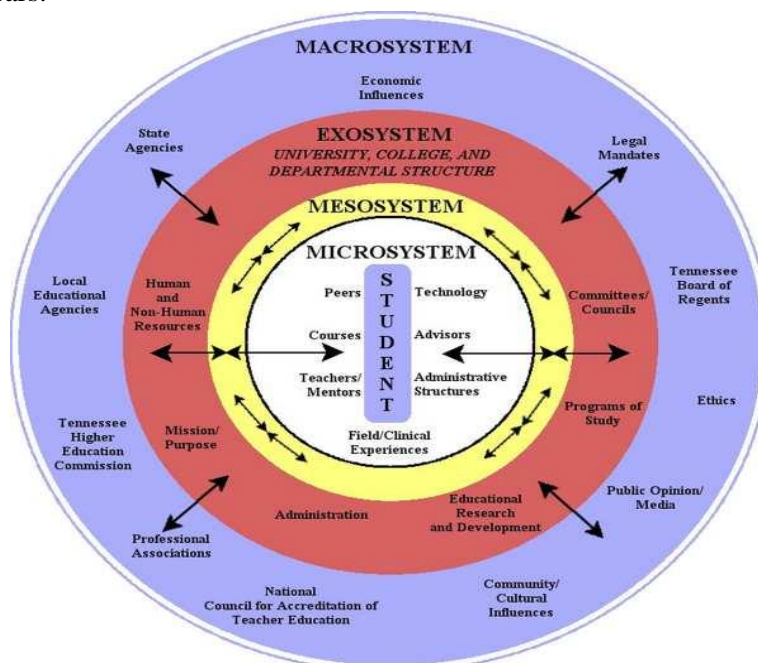 MACROSYSTEM
Economic
Influences
State
Agencies
Legal
Mandates
EXOSYSTEM
UNIVERSITY, COLLEGE, AND
DEPARTMENTAL STRUCTURE
MESOSYSTEM
MICROSYSTEM
STUDENT
Peers
Technology
Courses
Advisors
Teachers/
Mentors
Administrative
Structures
Field/Clinical
Experiences
Human
and
Non-Human
Resources
Committees/
Councils
Mission/
Purpose
Programs of
Study
Administration
Educational
Research
and Development
Local
Educational
Agencies
Tennessee
Board of
Regents
Tennessee
Higher
Education
Commission
Ethics
Professional
Associations
Public Opinion/
Media
National
Council for Accreditation of
Teacher Education
Community/
Cultural
Influences